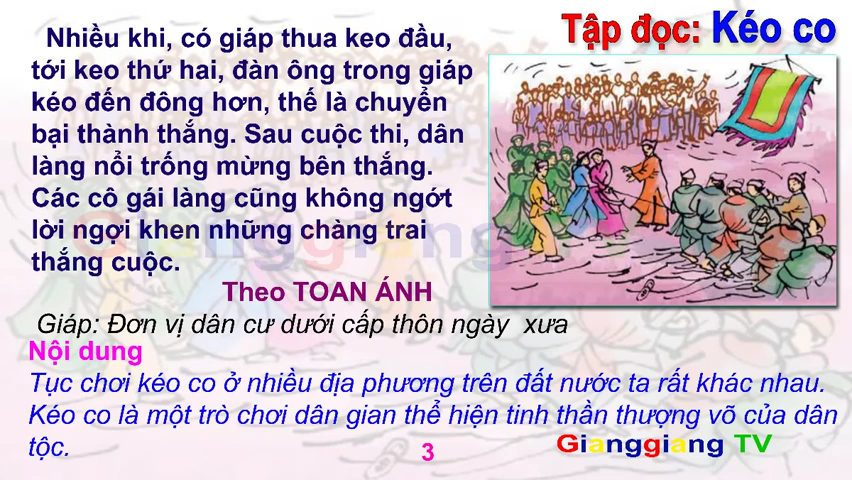 Tập đọc: Kéo co
Nhiều khi, có giáp thua keo đầu,
tới keo thứ hai, đàn ông trong giáp
kéo đến đông hơn, thế là chuyển
bại thành thắng. Sau cuộc thi, dân
làng nổi trống mừng bên thắng.
Các cô gái làng cũng không ngớt
lời ngợi khen những chàng trai
thắng cuộc.
Theo TOAN ÁNH
Giáp: Đơn vị dân cư dưới cấp thôn ngày xưa
Nội dung
Tục chơi kéo co ở nhiều địa phương trên đất nước ta rất khác nhau.
Kéo co là một trò chơi dân gian thể hiện tinh thần thượng võ của dân
tộc.
Gianggiang TV
3
Gianggiang TV